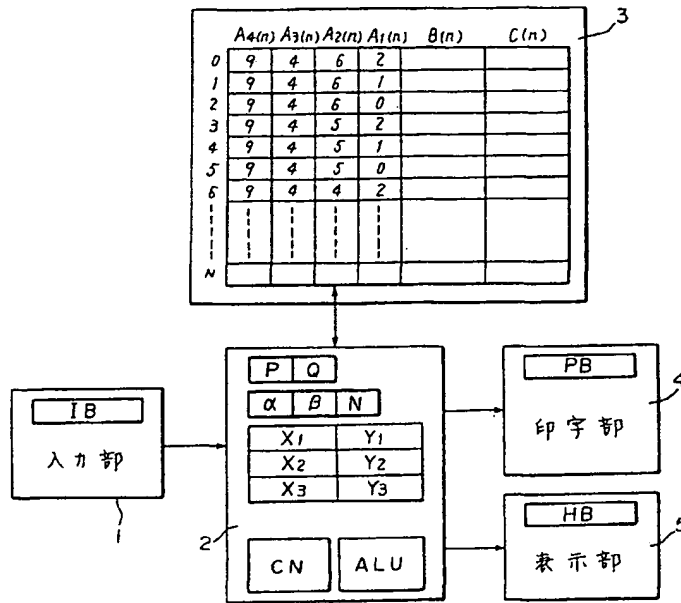 A4(n) A3(n) A2(n) A1(n) B(n) C(n)
3
0 9 4 6 2
1 9 4 6 1
2 9 4 6 0
3 9 4 5 2
4 9 4 5 1
5 9 4 5 0
6 9 4 4 2
N
P Q
α β N
X1 Y1
X2 Y2
X3 Y3
CN ALU
2
IB
入力部
1
PB
印字部
4
HB
表示部
5